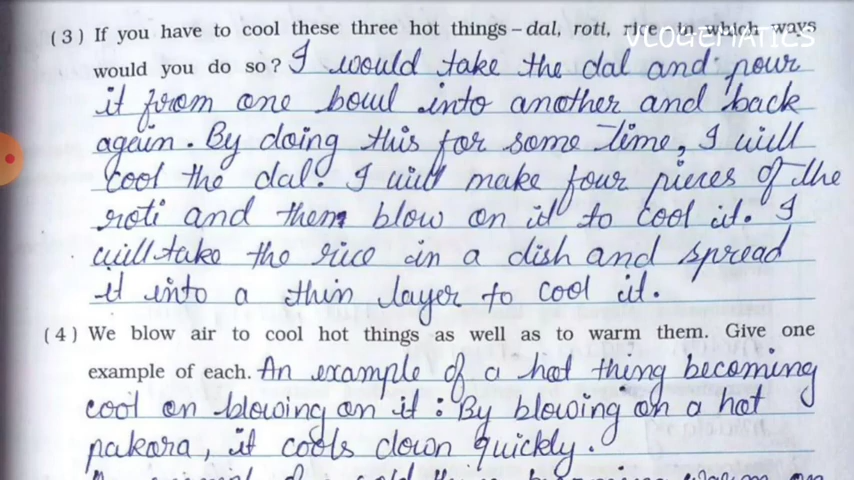 (3) If you have to cool these three hot things – dal, roti, rice in which ways
VLOGEMATICS
would you do so? I would take the dal and pour
it from one bowl into another and back
again. By doing this for some time, I will
cool the dal. I will make four pieces of the
roti and then blow on it to cool it. I
will take the rice in a dish and spread
it into a thin layer to cool it.
(4) We blow air to cool hot things as well as to warm them. Give one
example of each. An example of a hot thing becoming
cool on blowing on it : By blowing on a hot
pakora, it cools down quickly.